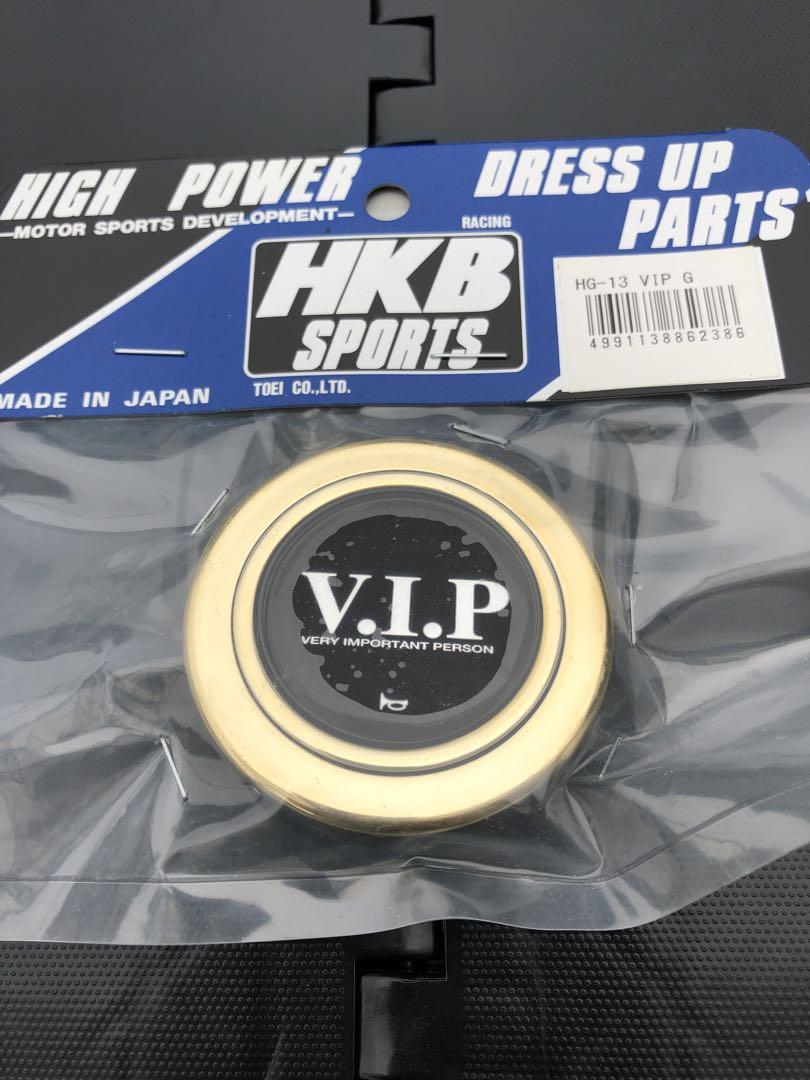 HIGH POWER
—MOTOR SPORTS DEVELOPMENT—
DRESS UP
PARTS
RACING
HKB
SPORTS
TOEI CO.,LTD.
MADE IN JAPAN
HG-13 VIP G
4991138862386
V.I.P
VERY IMPORTANT PERSON